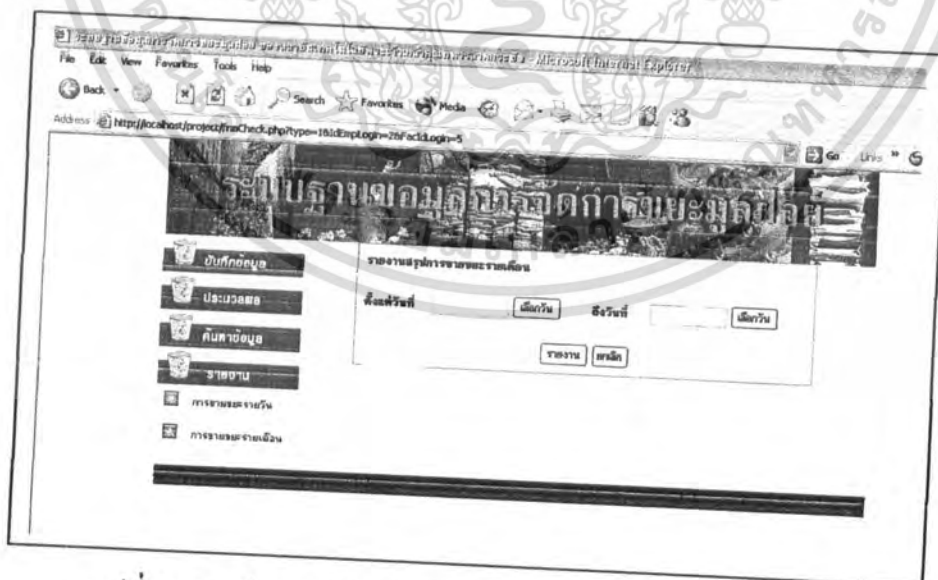 Microsoft Internet Explorer
File Edit View Favorites Tools Help
Back Search Favorites Media
Address http://localhost/project/frmCheck.php?type=1&IdEmpLogin=2&FacIdLogin=5 Go Links
ระบบฐานข้อมูลการจัดการขยะมูลฝอย
บันทึกข้อมูล
รายงานสรุปการขายขยะรายเดือน
ประมวลผล
ตั้งแต่วันที่ เลือกวัน ถึงวันที่ เลือกวัน
ค้นหาข้อมูล
รายงาน ยกเลิก
รายงาน
การขายขยะรายวัน
การขายขยะรายเดือน